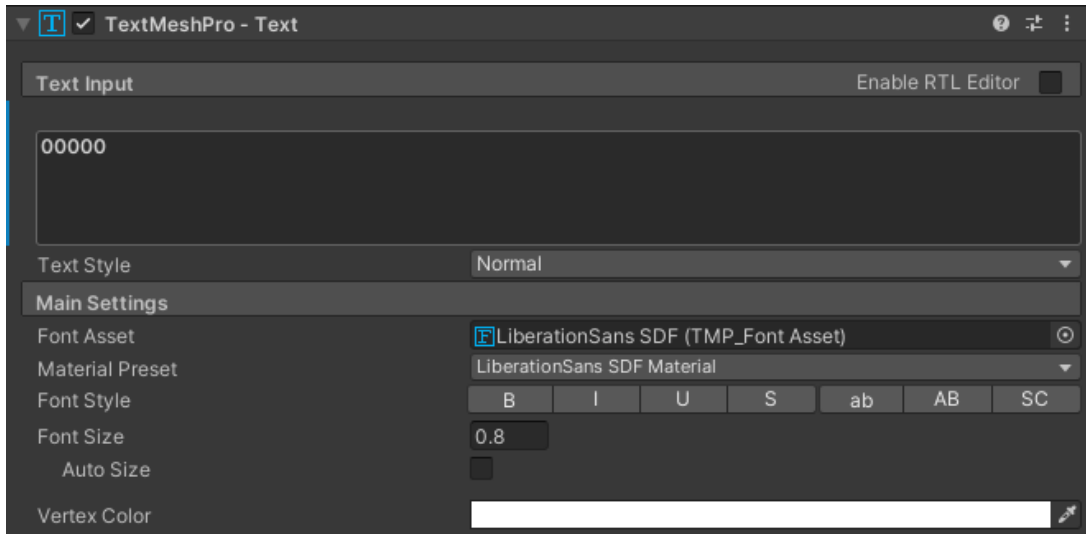 TextMeshPro - Text
Text Input Enable RTL Editor
00000
Text Style Normal
Main Settings
Font Asset LiberationSans SDF (TMP_Font Asset)
Material Preset LiberationSans SDF Material
Font Style B I U S ab AB SC
Font Size 0.8
Auto Size
Vertex Color